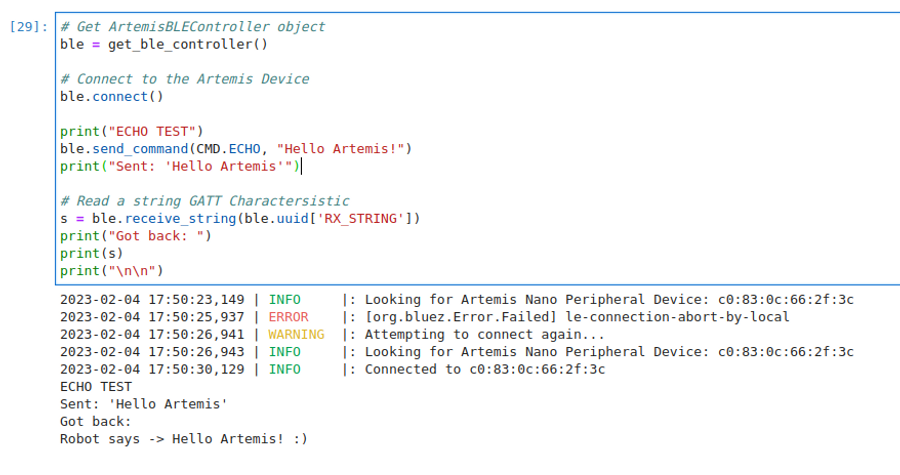 [29]: # Get ArtemisBLEController object
ble = get_ble_controller()
# Connect to the Artemis Device
ble.connect()
print("ECHO TEST")
ble.send_command(CMD.ECHO, "Hello Artemis!")
print("Sent: 'Hello Artemis'")
# Read a string GATT Charactersistic
s = ble.receive_string(ble.uuid['RX_STRING'])
print("Got back: ")
print(s)
print("\n\n")
2023-02-04 17:50:23,149 | INFO     |: Looking for Artemis Nano Peripheral Device: c0:83:0c:66:2f:3c
2023-02-04 17:50:25,937 | ERROR    |: [org.bluez.Error.Failed] le-connection-abort-by-local
2023-02-04 17:50:26,941 | WARNING  |: Attempting to connect again...
2023-02-04 17:50:26,943 | INFO     |: Looking for Artemis Nano Peripheral Device: c0:83:0c:66:2f:3c
2023-02-04 17:50:30,129 | INFO     |: Connected to c0:83:0c:66:2f:3c
ECHO TEST
Sent: 'Hello Artemis'
Got back:
Robot says -> Hello Artemis! :)